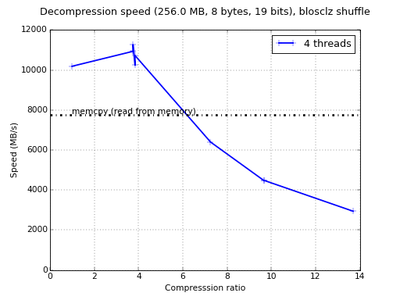 Decompression speed (256.0 MB, 8 bytes, 19 bits), blosclz shuffle
12000
4 threads
10000
memcpy (read from memory)
8000
Speed (MB/s)
6000
4000
2000
0
0 2 4 6 8 10 12 14
Compresssion ratio